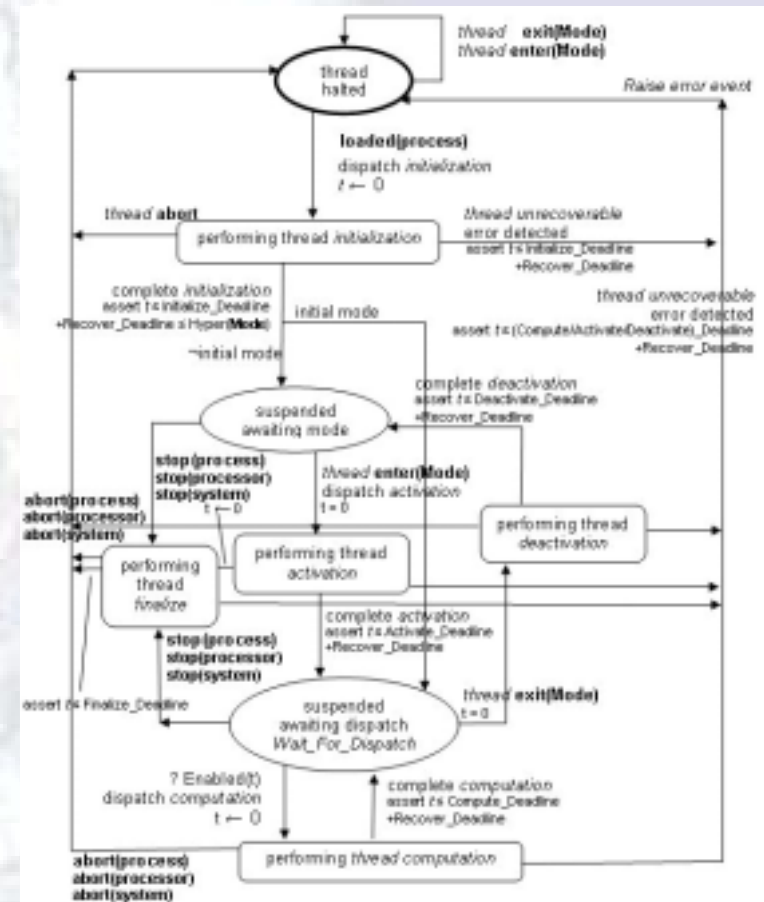 thread exit(Mode)
thread enter(Mode)
thread
halted
Raise error event
loaded(process)
dispatch initialization
t ← 0
thread abort
performing thread initialization
thread unrecoverable
error detected
assert t ≤ Initialize_Deadline
+Recover_Deadline
complete initialization
assert t ≤ Initialize_Deadline
+Recover_Deadline ≤ Hyper(Mode)
initial mode
¬initial mode
thread unrecoverable
error detected
assert t ≤ (Compute/Activate/Deactivate)_Deadline
+Recover_Deadline
complete deactivation
assert t ≤ Deactivate_Deadline
+Recover_Deadline
suspended
awaiting mode
stop(process)
stop(processor)
stop(system)
t ← 0
thread enter(Mode)
dispatch activation
t = 0
abort(process)
abort(processor)
abort(system)
performing thread
deactivation
performing thread
activation
performing
thread
finalize
complete activation
assert t ≤ Activate_Deadline
+Recover_Deadline
stop(process)
stop(processor)
stop(system)
assert t ≤ Finalize_Deadline
suspended
awaiting dispatch
Wait_For_Dispatch
thread exit(Mode)
t = 0
? Enabled(t)
dispatch computation
t ← 0
complete computation
assert t ≤ Compute_Deadline
+Recover_Deadline
performing thread computation
abort(process)
abort(processor)
abort(system)